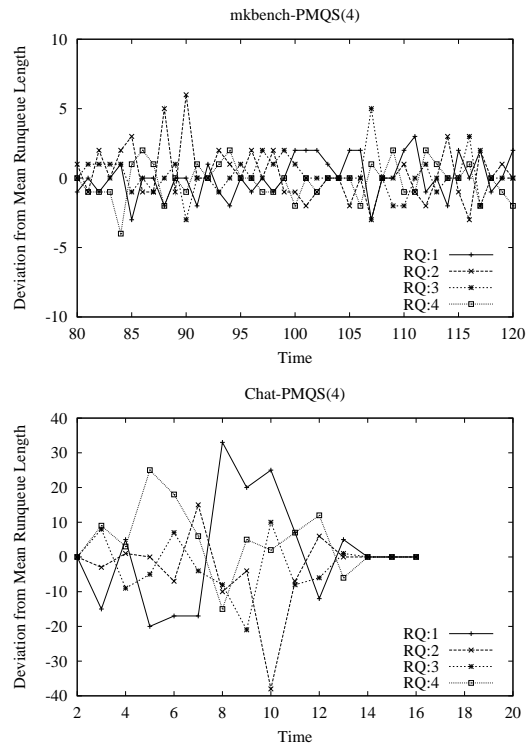 mkbench-PMQS(4)
Deviation from Mean Runqueue Length
10
5
0
-5
-10
RQ:1
RQ:2
RQ:3
RQ:4
80 85 90 95 100 105 110 115 120
Time
Chat-PMQS(4)
Deviation from Mean Runqueue Length
40
30
20
10
0
-10
-20
-30
-40
RQ:1
RQ:2
RQ:3
RQ:4
2 4 6 8 10 12 14 16 18 20
Time